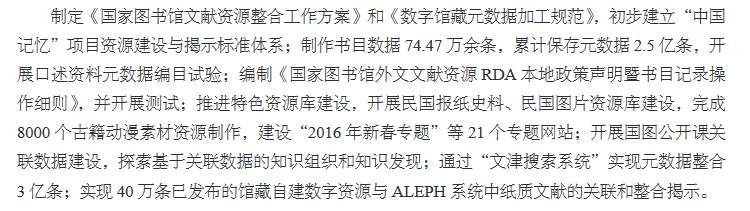 制定《国家图书馆文献资源整合工作方案》和《数字馆藏元数据加工规范》，初步建立“中国
记忆”项目资源建设与揭示标准体系；制作书目数据 74.47 万余条，累计保存元数据 2.5 亿条，开
展口述资料元数据编目试验；编制《国家图书馆外文文献资源 RDA 本地政策声明暨书目记录操
作细则》，并开展测试；推进特色资源库建设，开展民国报纸史料、民国图片资源库建设，完成
8000 个古籍动漫素材资源制作，建设“2016 年新春专题”等 21 个专题网站；开展国图公开课关
联数据建设，探索基于关联数据的知识组织和知识发现；通过“文津搜索系统”实现元数据整合
3 亿条；实现 40 万条已发布的馆藏自建数字资源与 ALEPH 系统中纸质文献的关联和整合揭示。